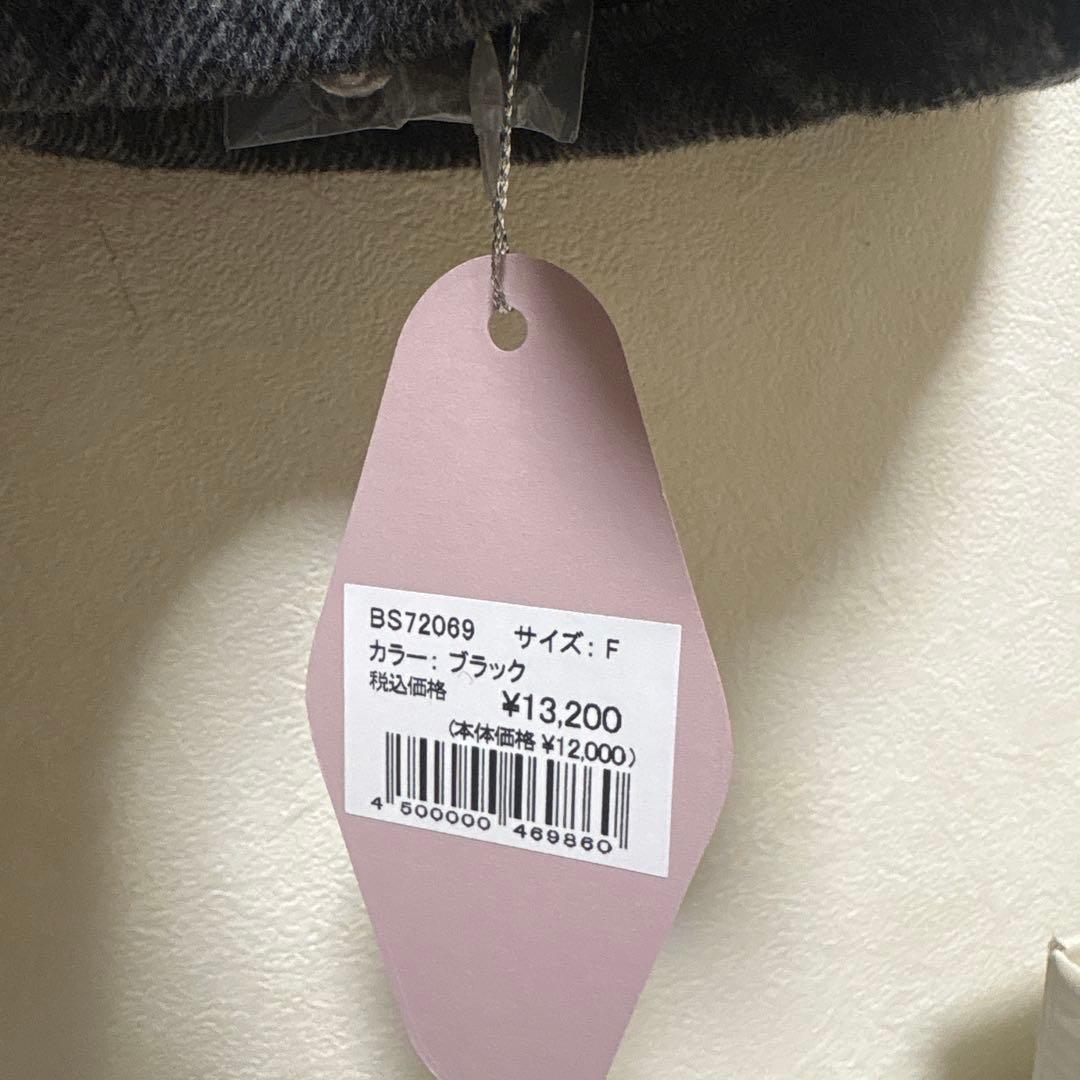 BS72069 サイズ: F
カラー: ブラック
税込価格 ¥13,200
(本体価格 ¥12,000)
4 500000 469860